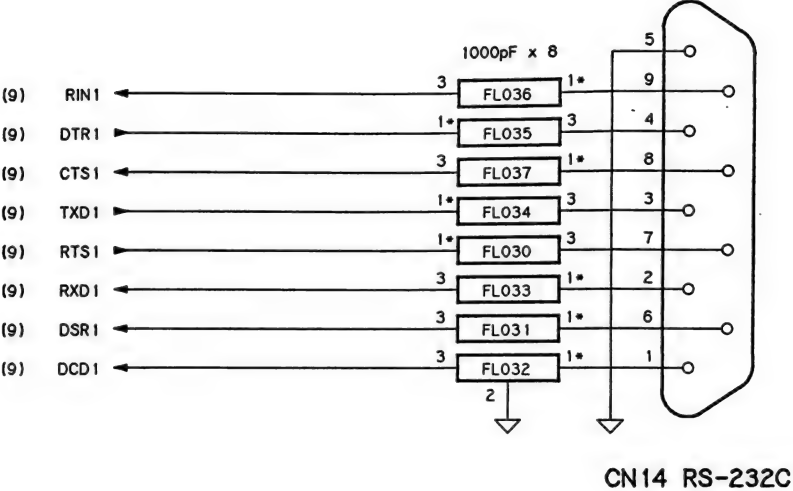 1000pF x 8
5
(9) RIN1 3 FL036 1* 9
(9) DTR1 1* FL035 3 4
(9) CTS1 3 FL037 1* 8
(9) TXD1 1* FL034 3 3
(9) RTS1 1* FL030 3 7
(9) RXD1 3 FL033 1* 2
(9) DSR1 3 FL031 1* 6
(9) DCD1 3 FL032 1* 1
2
CN14 RS-232C